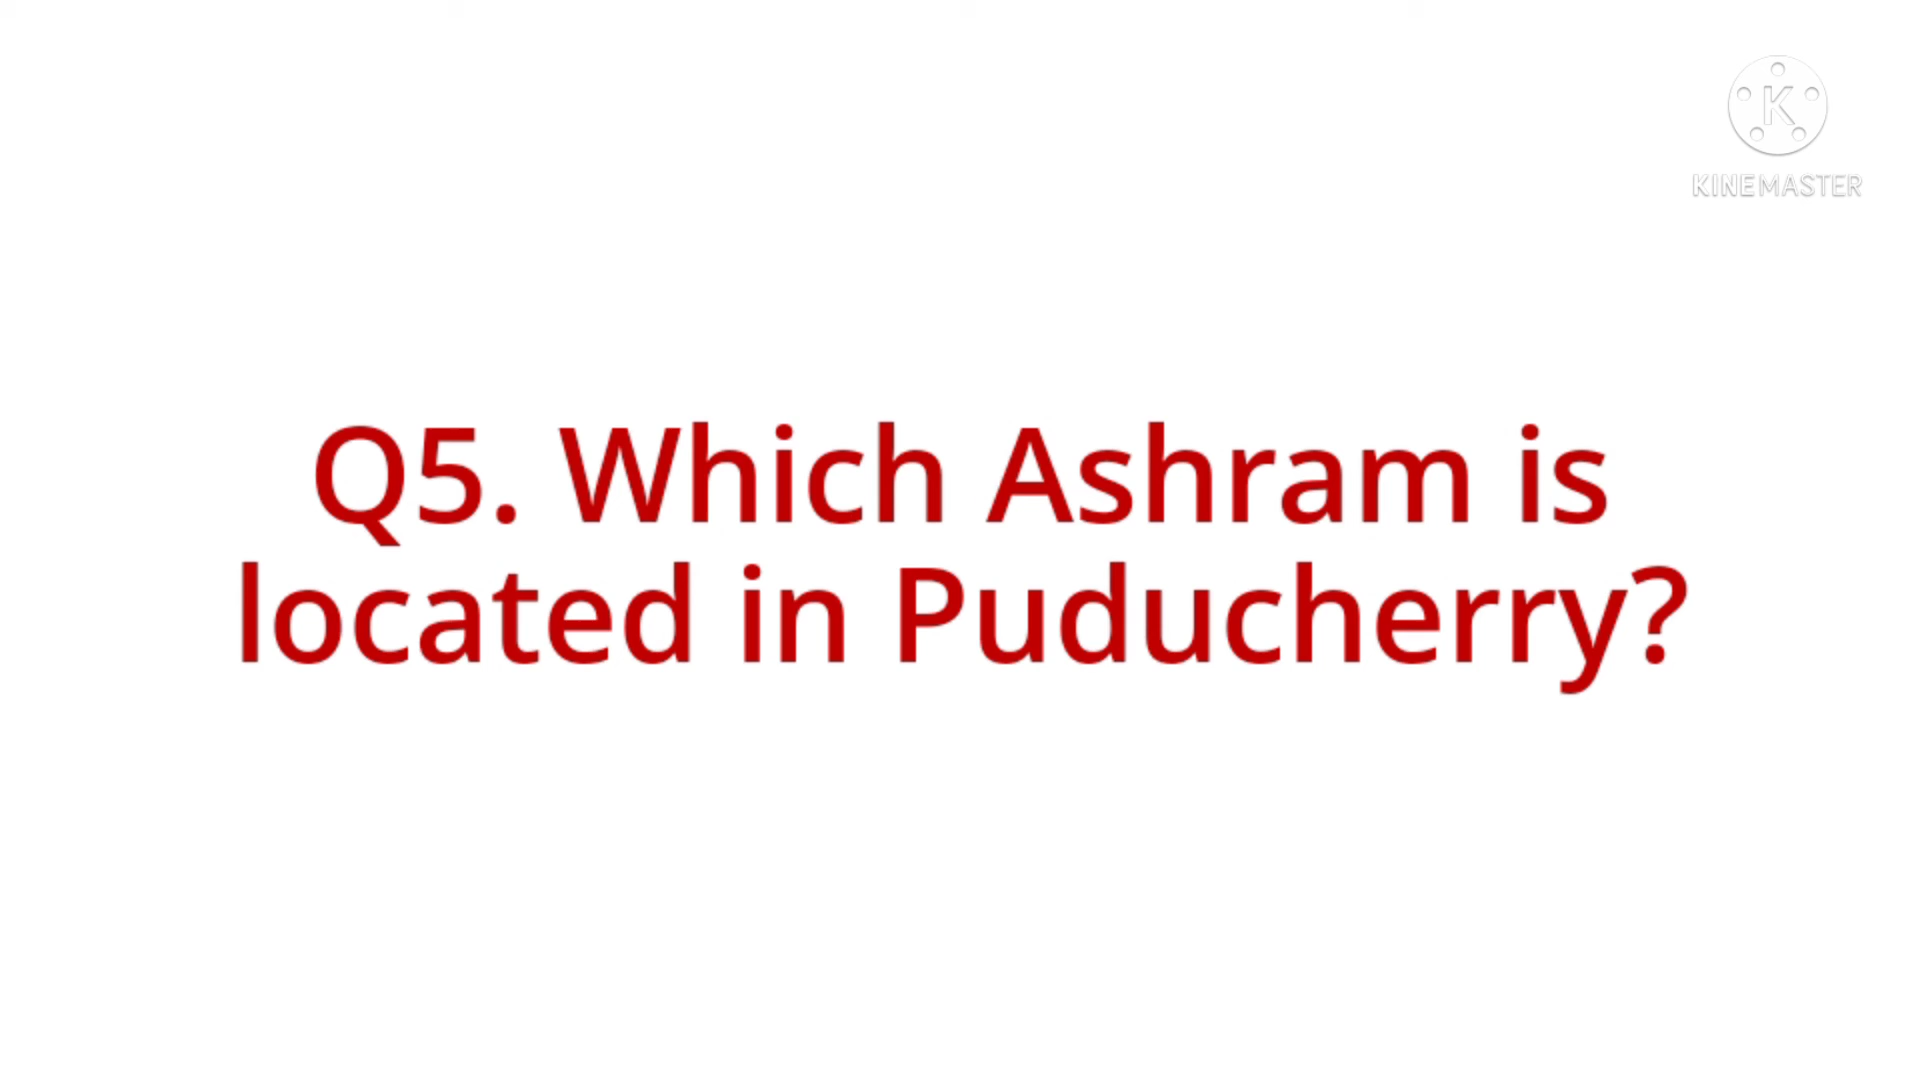 K
KINEMASTER
Q5. Which Ashram is
located in Puducherry?